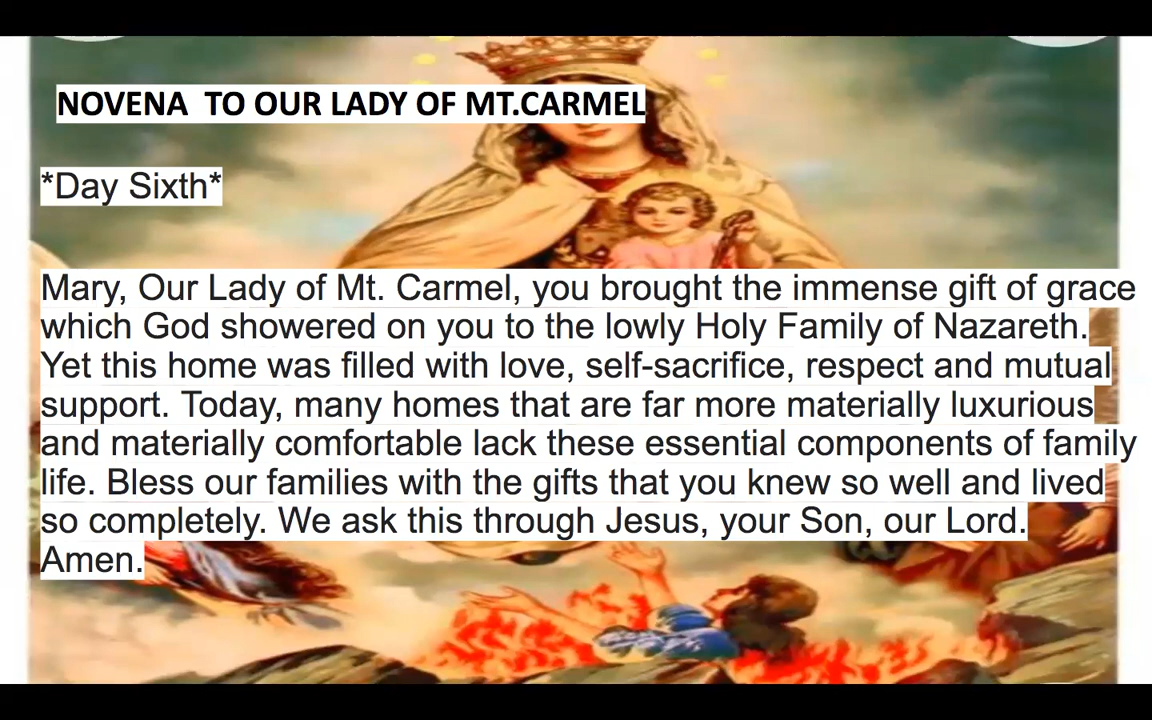 NOVENA  TO OUR LADY OF MT.CARMEL
*Day Sixth*
Mary, Our Lady of Mt. Carmel, you brought the immense gift of grace
which God showered on you to the lowly Holy Family of Nazareth.
Yet this home was filled with love, self-sacrifice, respect and mutual
support. Today, many homes that are far more materially luxurious
and materially comfortable lack these essential components of family
life. Bless our families with the gifts that you knew so well and lived
so completely. We ask this through Jesus, your Son, our Lord.
Amen.